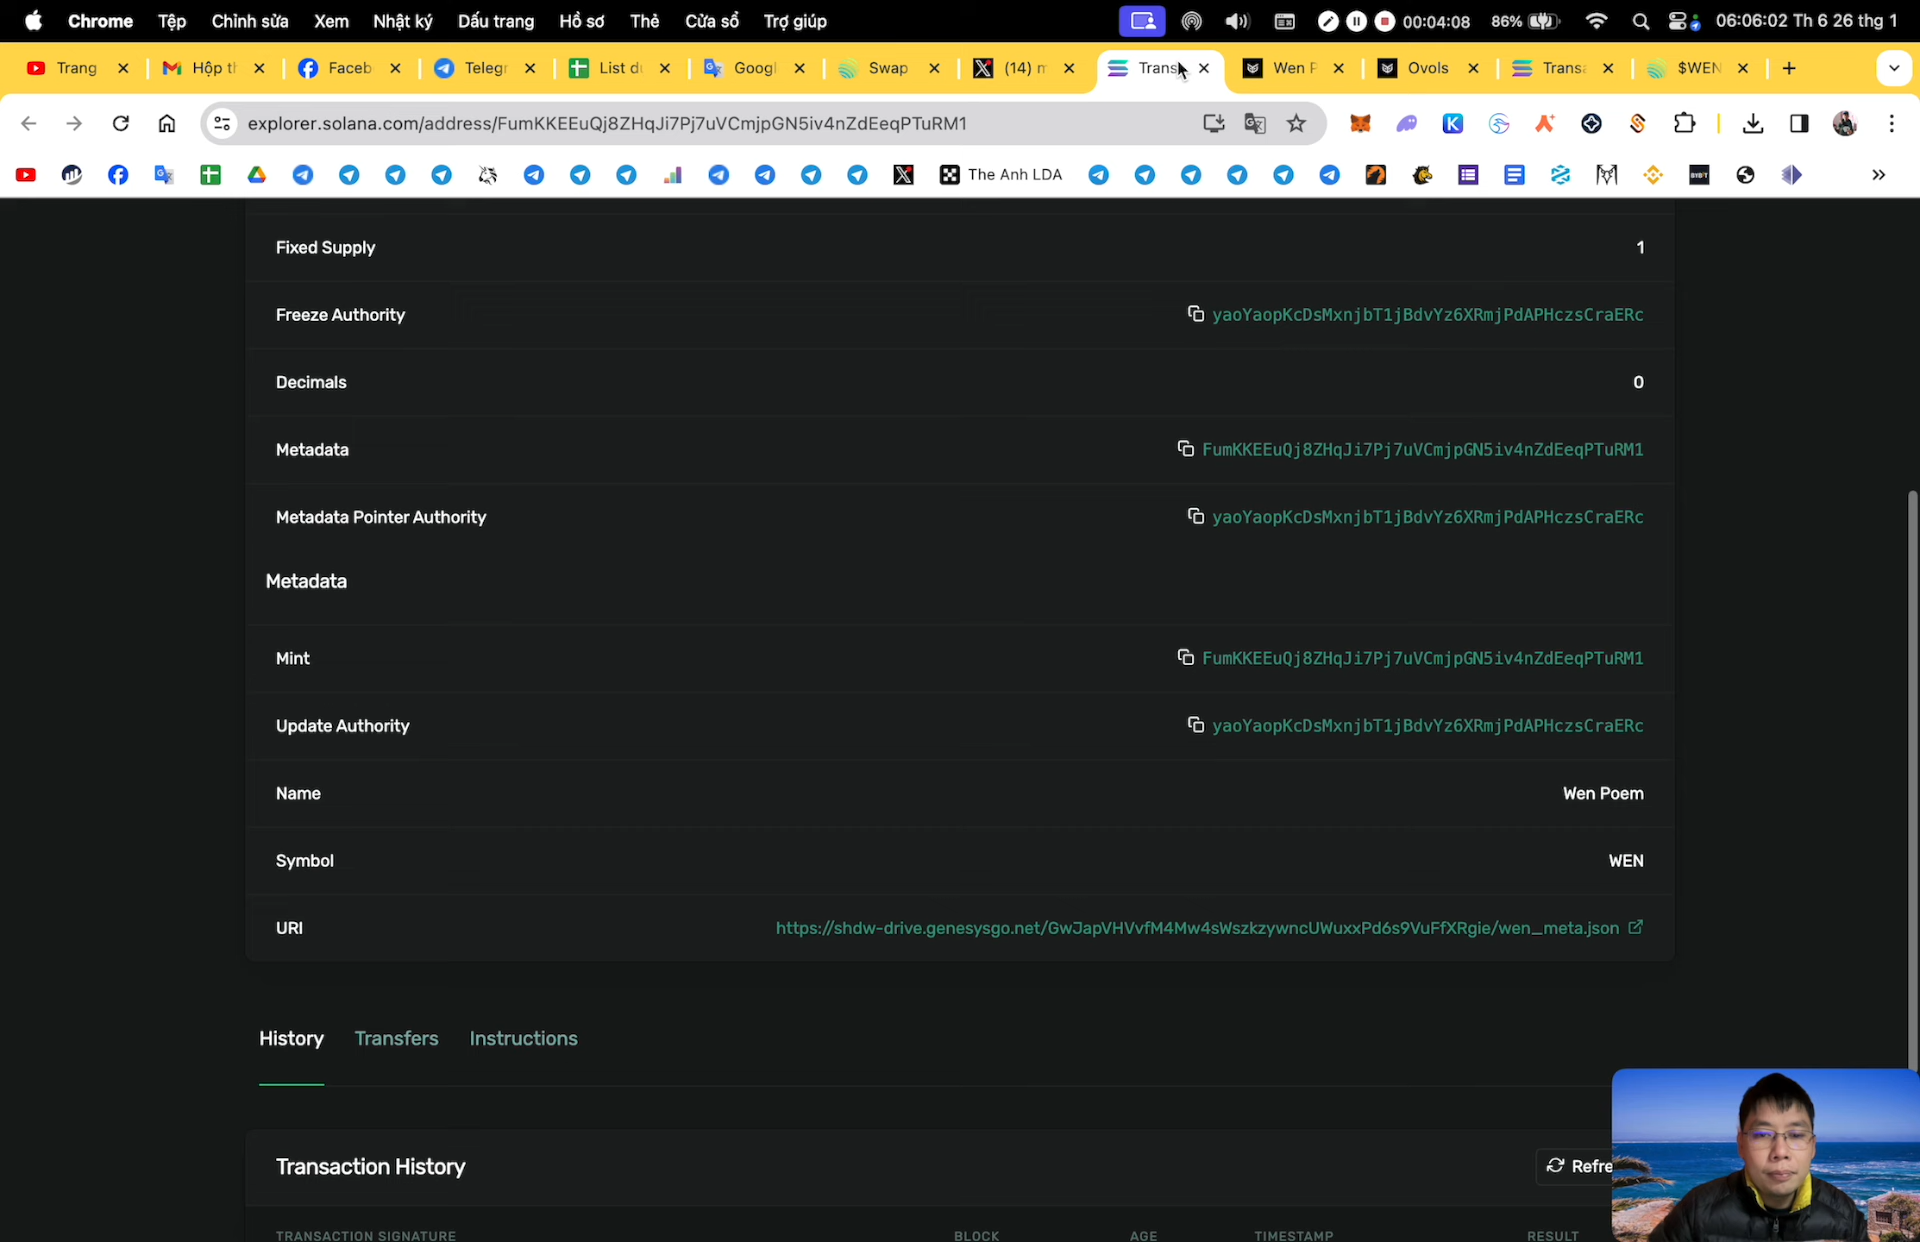 Chrome Tệp Chỉnh sửa Xem Nhật ký Dấu trang Hồ sơ Thẻ Cửa sổ Trợ giúp 00:04:08 86% 06:06:02 Th 6 26 thg 1
Trang Hộp th Faceb Telegr List d Googl Swap (14) Trans Wen P Ovols Transa $WEN
explorer.solana.com/address/FumKKEEuQj8ZHqJi7Pj7uVCmjpGN5iv4nZdEeqPTuRM1
The Anh LDA
Fixed Supply 1
Freeze Authority yaoYaopKcDsMxnjbT1jBdvYz6XRmjPdAPHczsCraERc
Decimals 0
Metadata FumKKEEuQj8ZHqJi7Pj7uVCmjpGN5iv4nZdEeqPTuRM1
Metadata Pointer Authority yaoYaopKcDsMxnjbT1jBdvYz6XRmjPdAPHczsCraERc
Metadata
Mint FumKKEEuQj8ZHqJi7Pj7uVCmjpGN5iv4nZdEeqPTuRM1
Update Authority yaoYaopKcDsMxnjbT1jBdvYz6XRmjPdAPHczsCraERc
Name Wen Poem
Symbol WEN
URI https://shdw-drive.genesysgo.net/GwJapVHVvfM4Mw4sWszkzywncUWuxxPd6s9VuFfXRgie/wen_meta.json
History Transfers Instructions
Transaction History Refre
TRANSACTION SIGNATURE BLOCK AGE TIMESTAMP RESULT